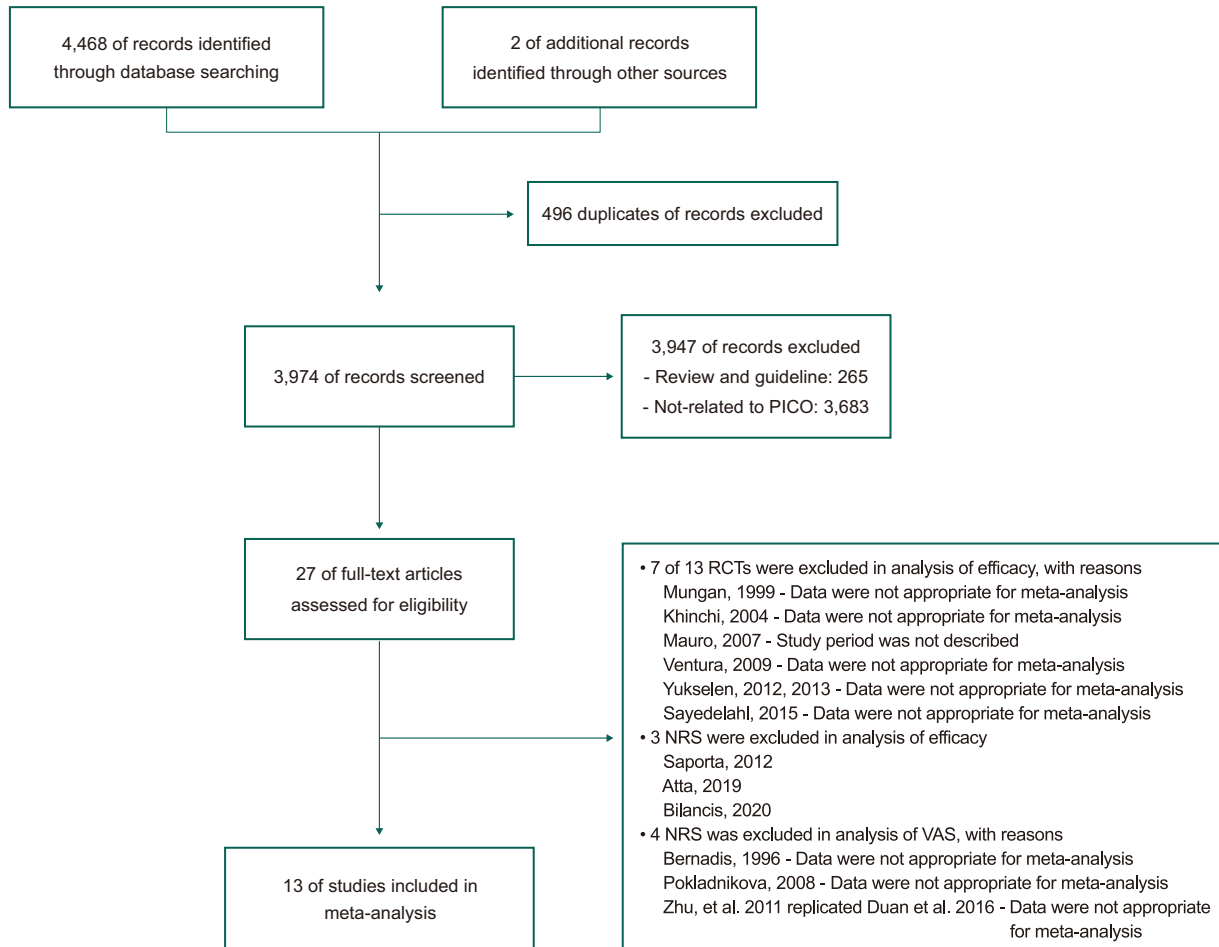 4,468 of records identified
through database searching
2 of additional records
identified through other sources
496 duplicates of records excluded
3,974 of records screened
3,947 of records excluded
- Review and guideline: 265
- Not-related to PICO: 3,683
27 of full-text articles
assessed for eligibility
• 7 of 13 RCTs were excluded in analysis of efficacy, with reasons
Mungan, 1999 - Data were not appropriate for meta-analysis
Khinchi, 2004 - Data were not appropriate for meta-analysis
Mauro, 2007 - Study period was not described
Ventura, 2009 - Data were not appropriate for meta-analysis
Yukselen, 2012, 2013 - Data were not appropriate for meta-analysis
Sayedelahl, 2015 - Data were not appropriate for meta-analysis
• 3 NRS were excluded in analysis of efficacy
Saporta, 2012
Atta, 2019
Bilancis, 2020
• 4 NRS was excluded in analysis of VAS, with reasons
Bernadis, 1996 - Data were not appropriate for meta-analysis
Pokladnikova, 2008 - Data were not appropriate for meta-analysis
Zhu, et al. 2011 replicated Duan et al. 2016 - Data were not appropriate
for meta-analysis
13 of studies included in
meta-analysis